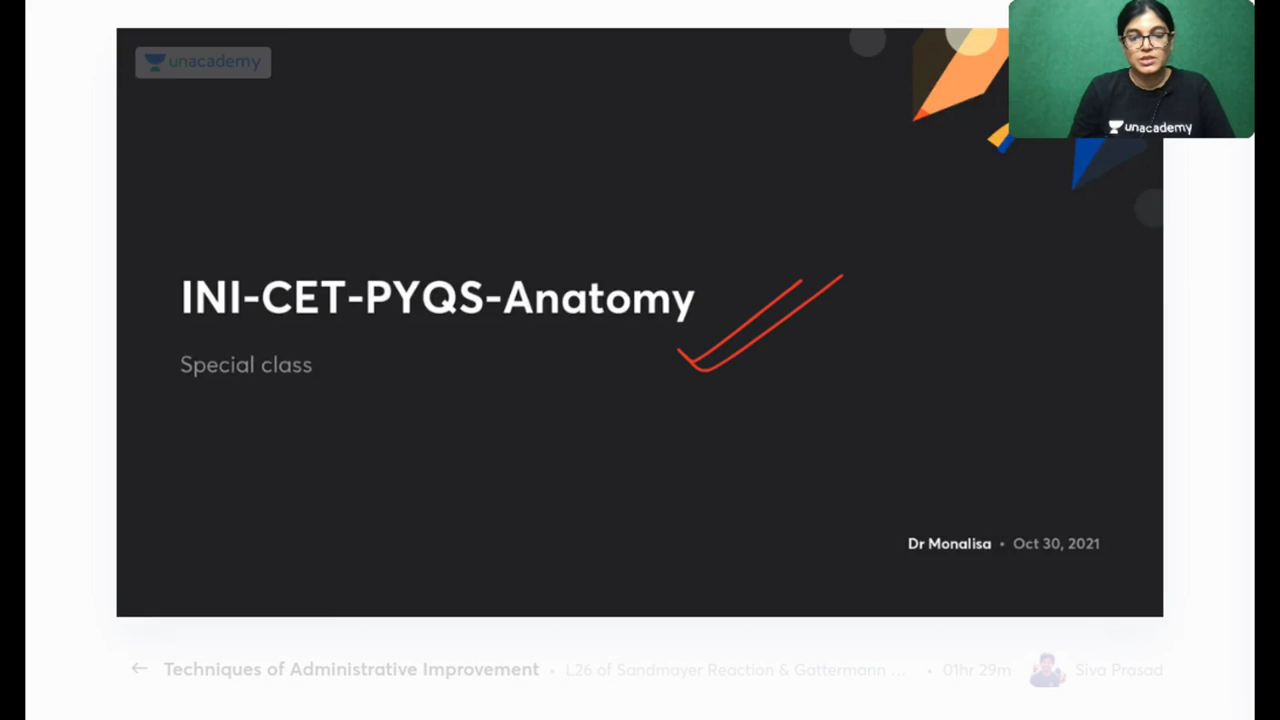 unacademy
unacademy
INI-CET-PYQS-Anatomy
Special class
Dr Monalisa • Oct 30, 2021
← Techniques of Administrative Improvement • L26 of Sandmayer Reaction & Gattermann ... • 01hr 29m Siva Prasad